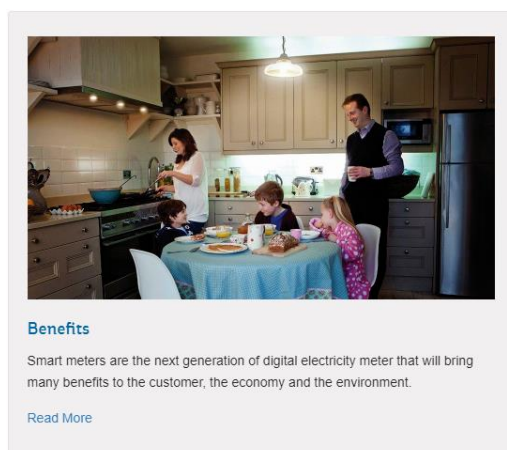 Benefits
Smart meters are the next generation of digital electricity meter that will bring
many benefits to the customer, the economy and the environment.
Read More